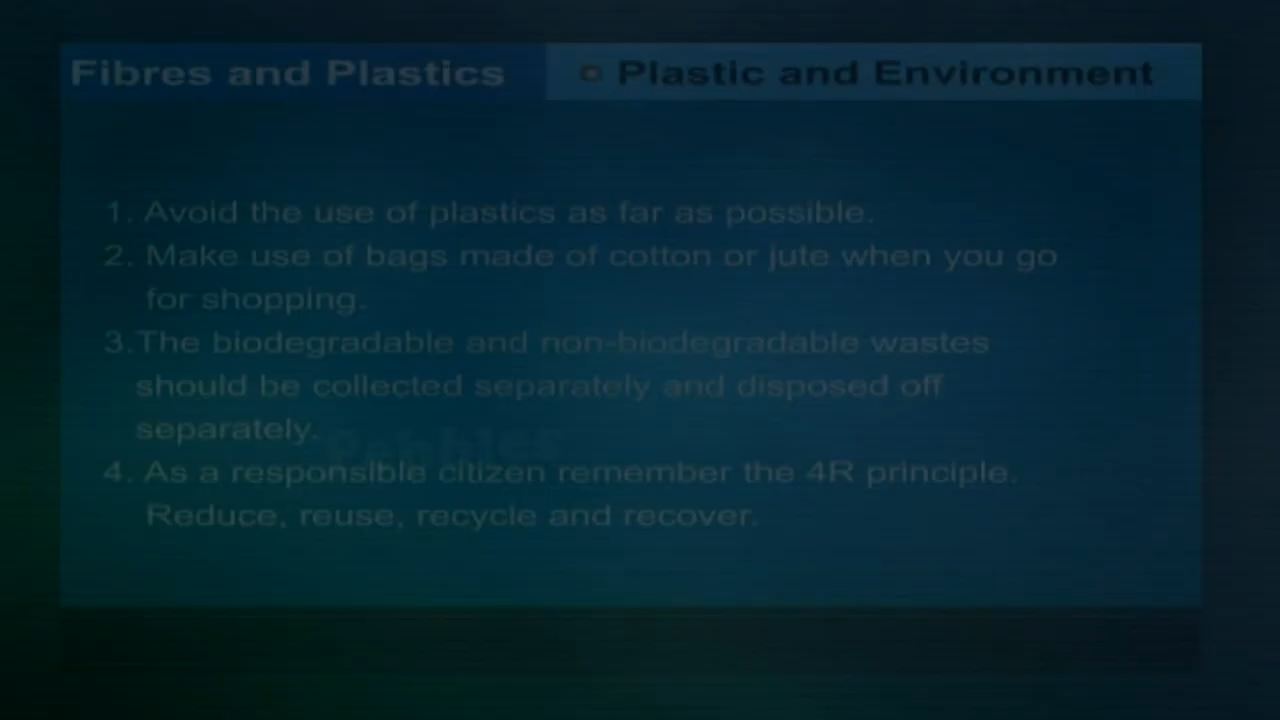 Fibres and Plastics
Plastic and Environment
1. Avoid the use of plastics as far as possible.
2. Make use of bags made of cotton or jute when you go
for shopping.
3.The biodegradable and non-biodegradable wastes
should be collected separately and disposed off
separately.
Pebbles
4. As a responsible citizen remember the 4R principle.
Reduce, reuse, recycle and recover.